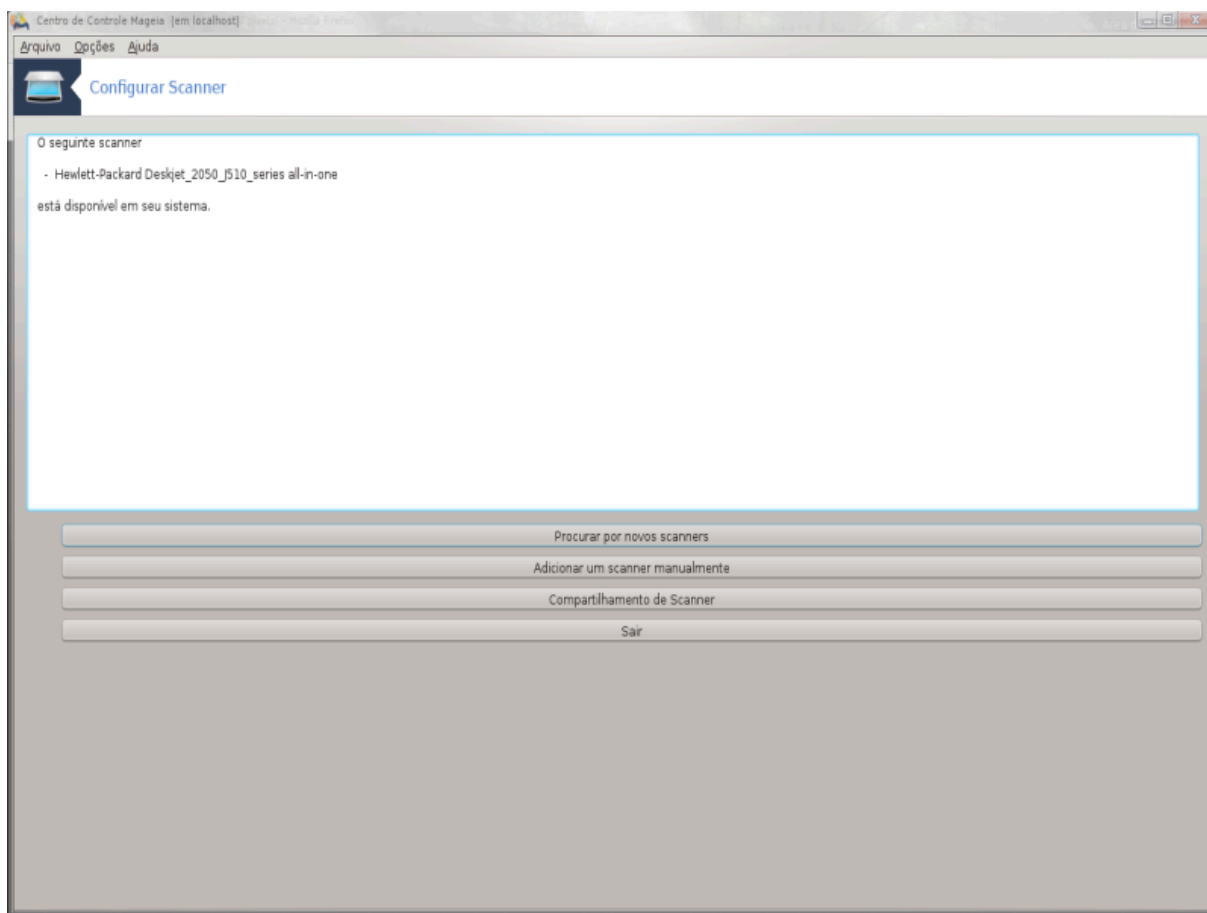 Centro de Controle Mageia [em localhost]
Arquivo Opções Ajuda
Configurar Scanner
O seguinte scanner
- Hewlett-Packard Deskjet_2050_J510_series all-in-one
está disponível em seu sistema.
Procurar por novos scanners
Adicionar um scanner manualmente
Compartilhamento de Scanner
Sair